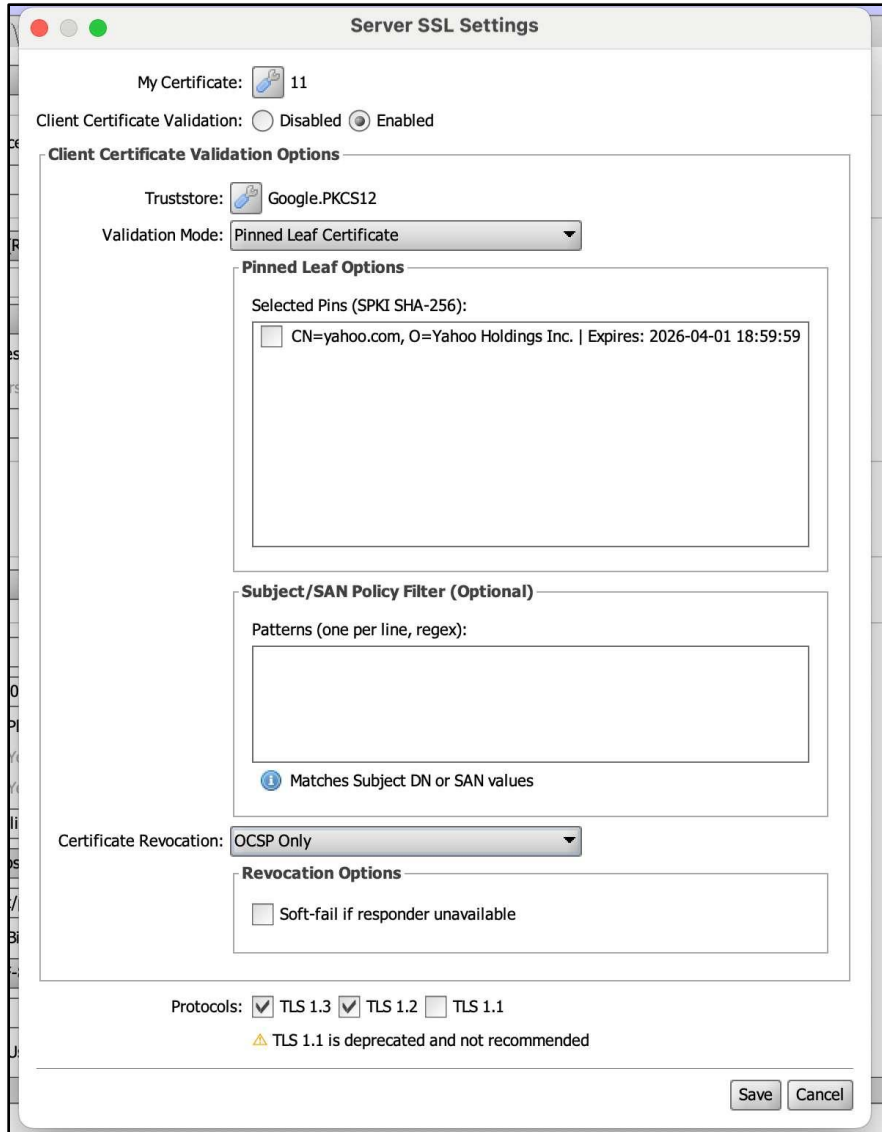 Server SSL Settings
My Certificate: 11
Client Certificate Validation: Disabled Enabled
Client Certificate Validation Options
Truststore: Google.PKCS12
Validation Mode: Pinned Leaf Certificate
Pinned Leaf Options
Selected Pins (SPKI SHA-256):
CN=yahoo.com, O=Yahoo Holdings Inc. | Expires: 2026-04-01 18:59:59
Subject/SAN Policy Filter (Optional)
Patterns (one per line, regex):
Matches Subject DN or SAN values
Certificate Revocation: OCSP Only
Revocation Options
Soft-fail if responder unavailable
Protocols: TLS 1.3 TLS 1.2 TLS 1.1
TLS 1.1 is deprecated and not recommended
Save Cancel